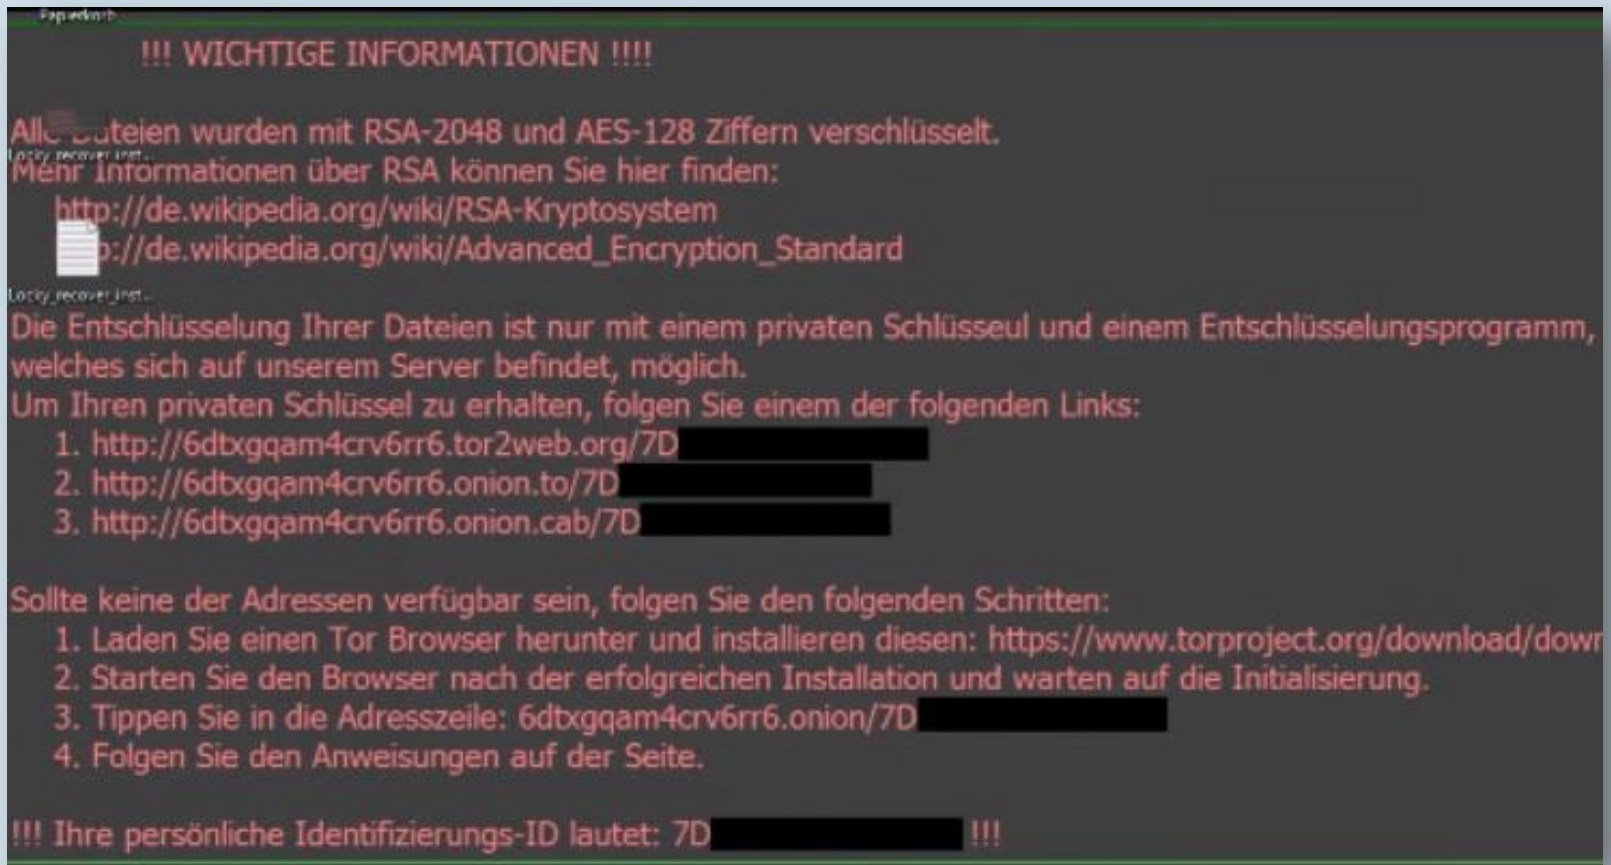 Papierkorb
!!! WICHTIGE INFORMATIONEN !!!!
Alle Dateien wurden mit RSA-2048 und AES-128 Ziffern verschlüsselt.
Locky_recover_inst...
Mehr Informationen über RSA können Sie hier finden:
http://de.wikipedia.org/wiki/RSA-Kryptosystem
p://de.wikipedia.org/wiki/Advanced_Encryption_Standard
Locky_recover_inst...
Die Entschlüsselung Ihrer Dateien ist nur mit einem privaten Schlüsseul und einem Entschlüsselungsprogramm,
welches sich auf unserem Server befindet, möglich.
Um Ihren privaten Schlüssel zu erhalten, folgen Sie einem der folgenden Links:
1. http://6dtxgqam4crv6rr6.tor2web.org/7D
2. http://6dtxgqam4crv6rr6.onion.to/7D
3. http://6dtxgqam4crv6rr6.onion.cab/7D
Sollte keine der Adressen verfügbar sein, folgen Sie den folgenden Schritten:
1. Laden Sie einen Tor Browser herunter und installieren diesen: https://www.torproject.org/download/dowr
2. Starten Sie den Browser nach der erfolgreichen Installation und warten auf die Initialisierung.
3. Tippen Sie in die Adresszeile: 6dtxgqam4crv6rr6.onion/7D
4. Folgen Sie den Anweisungen auf der Seite.
!!! Ihre persönliche Identifizierungs-ID lautet: 7D !!!